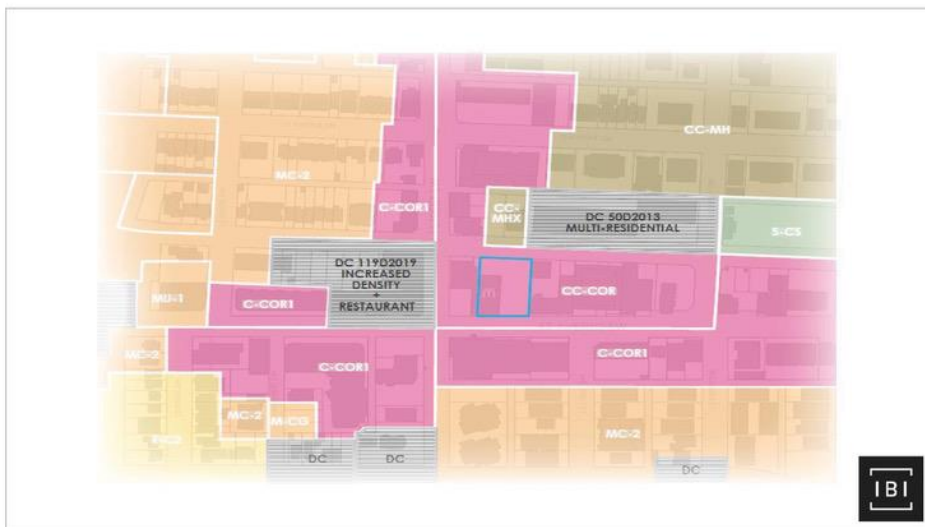 CC-MH
MC-2
CC-
MHX
C-COR1
DC 50D2013
MULTI-RESIDENTIAL
S-CS
DC 119D2019
INCREASED
DENSITY
+
RESTAURANT
MU-1
C-COR1
CC-COR
C-COR1
C-COR1
MC-2
MC-2
M-CG
MC-2
DC
DC
DC
IBI